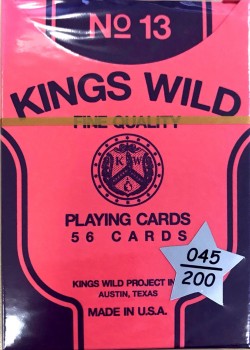 No 13
KINGS WILD
FINE QUALITY
K W
PLAYING CARDS
56 CARDS
045
200
KINGS WILD PROJECT
AUSTIN, TEXAS
MADE IN U.S.A.